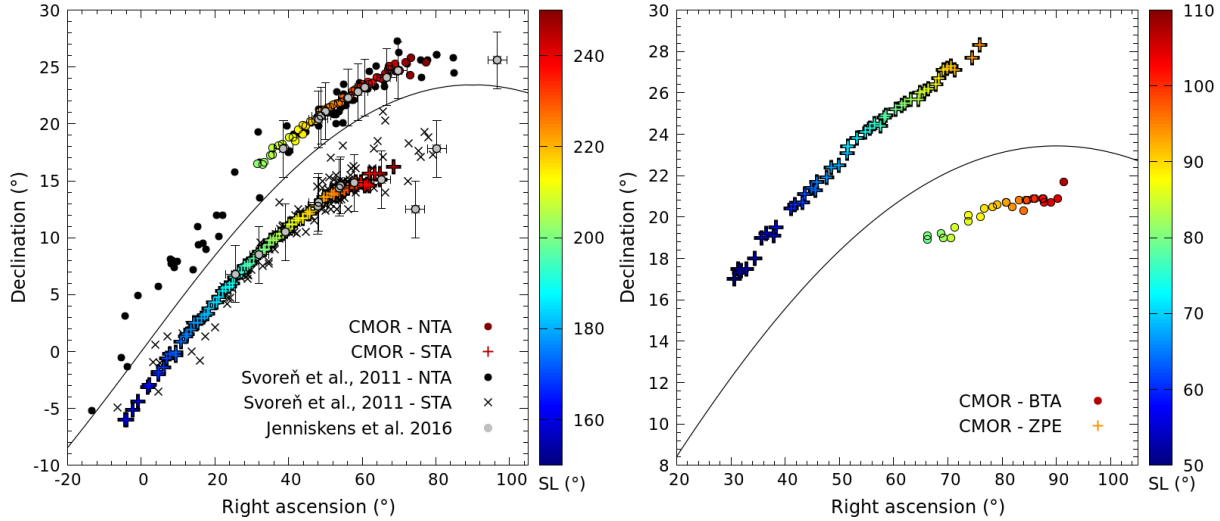 30
25
20
15
10
5
0
-5
-10
-20 0 20 40 60 80 100
Declination (°)
Right ascension (°)
CMOR - NTA
CMOR - STA
Svoreň et al., 2011 - NTA
Svoreň et al., 2011 - STA
Jenniskens et al. 2016
240
220
200
180
160
SL (°)
30
28
26
24
22
20
18
16
14
12
10
8
20 30 40 50 60 70 80 90 100
Declination (°)
Right ascension (°)
CMOR - BTA
CMOR - ZPE
110
100
90
80
70
60
50
SL (°)